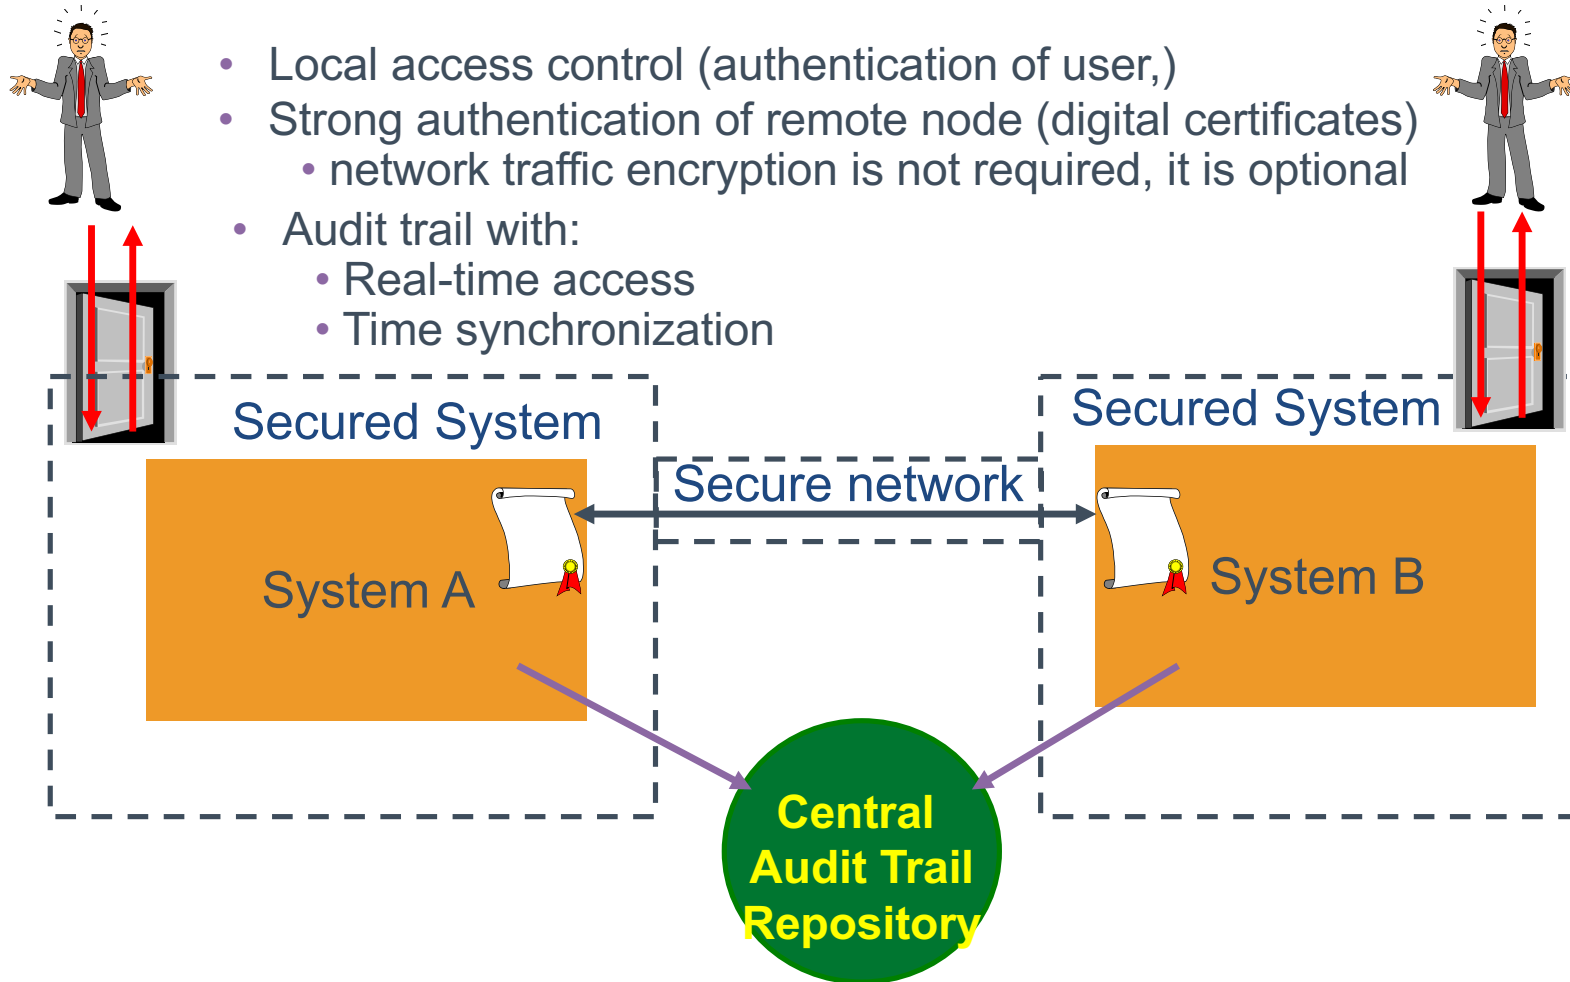 • Local access control (authentication of user,)
• Strong authentication of remote node (digital certificates)
• network traffic encryption is not required, it is optional
• Audit trail with:
• Real-time access
• Time synchronization
Secured System
Secured System
Secure network
System A
System B
Central
Audit Trail
Repository